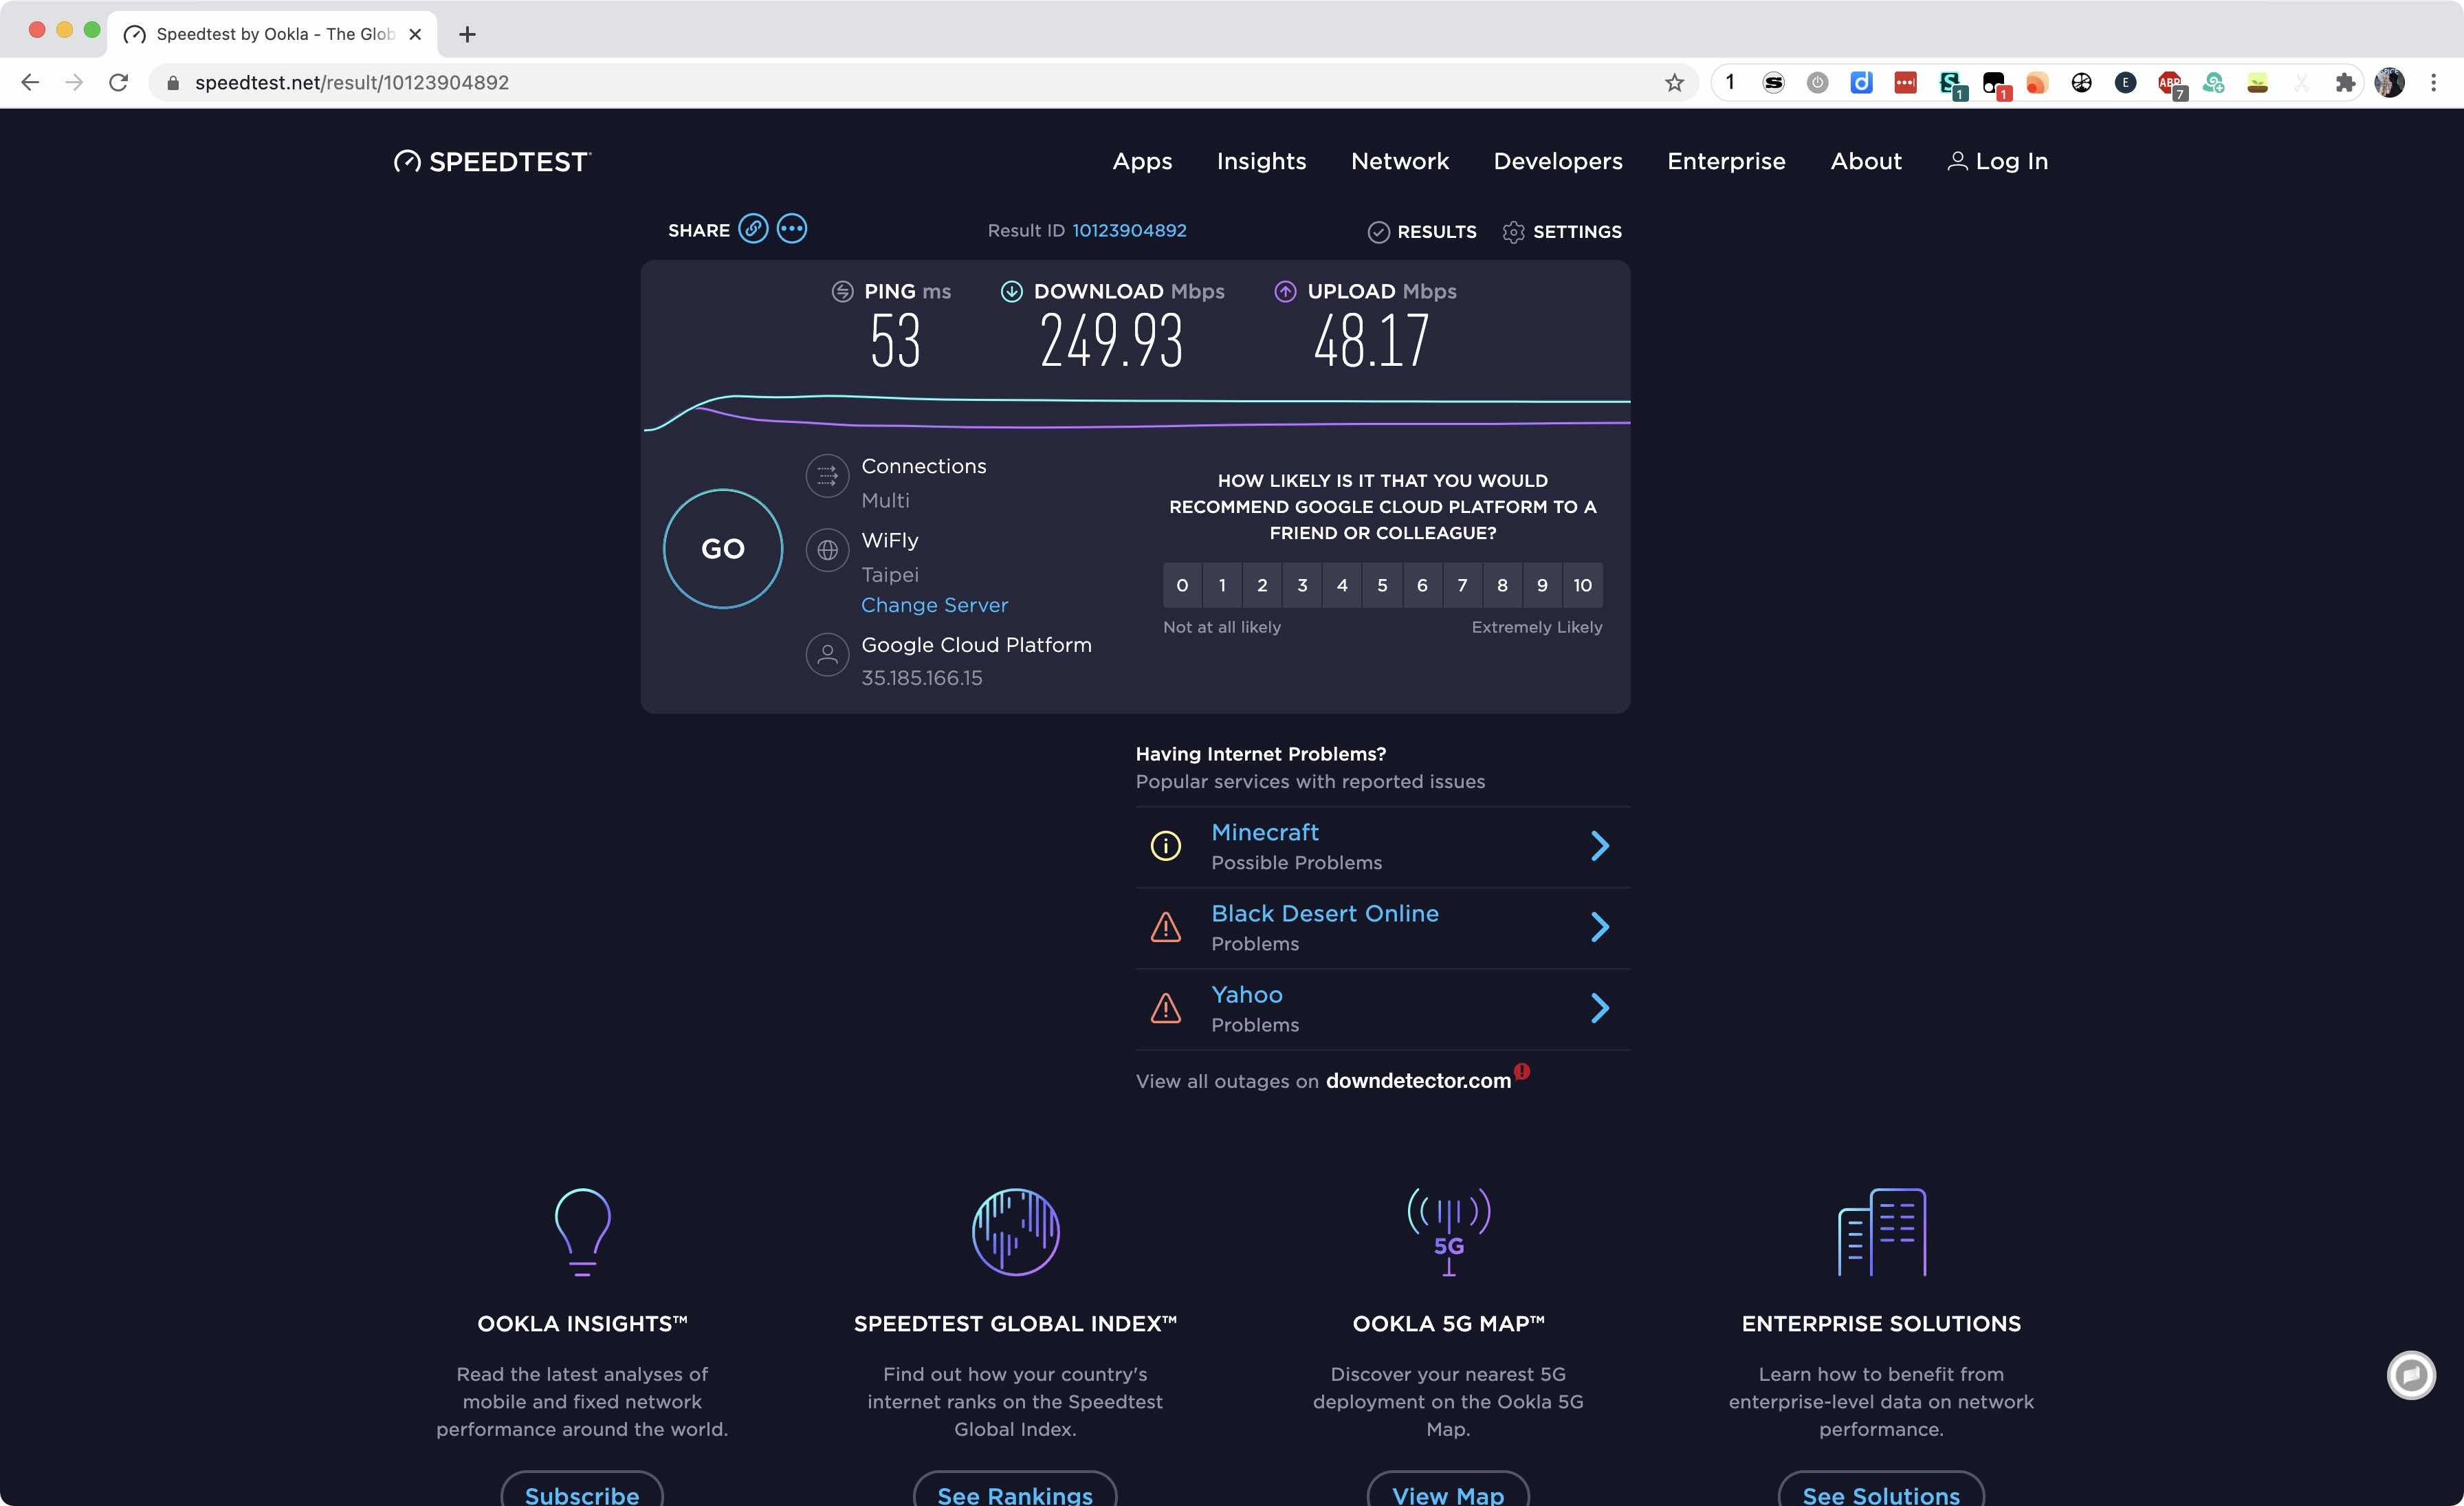 Speedtest by Ookla - The Glob
speedtest.net/result/10123904892
1
1
1
ABP
7
E
SPEEDTEST
Apps
Insights
Network
Developers
Enterprise
About
Log In
SHARE
Result ID 10123904892
RESULTS
SETTINGS
PING ms
DOWNLOAD Mbps
UPLOAD Mbps
53
249.93
48.17
GO
Connections
Multi
WiFly
Taipei
Change Server
Google Cloud Platform
35.185.166.15
HOW LIKELY IS IT THAT YOU WOULD
RECOMMEND GOOGLE CLOUD PLATFORM TO A
FRIEND OR COLLEAGUE?
0 1 2 3 4 5 6 7 8 9 10
Not at all likely
Extremely Likely
Having Internet Problems?
Popular services with reported issues
Minecraft
Possible Problems
Black Desert Online
Problems
Yahoo
Problems
View all outages on downdetector.com
5G
OOKLA INSIGHTS™
Read the latest analyses of
mobile and fixed network
performance around the world.
Subscribe
SPEEDTEST GLOBAL INDEX™
Find out how your country's
internet ranks on the Speedtest
Global Index.
See Rankings
OOKLA 5G MAP™
Discover your nearest 5G
deployment on the Ookla 5G
Map.
View Map
ENTERPRISE SOLUTIONS
Learn how to benefit from
enterprise-level data on network
performance.
See Solutions